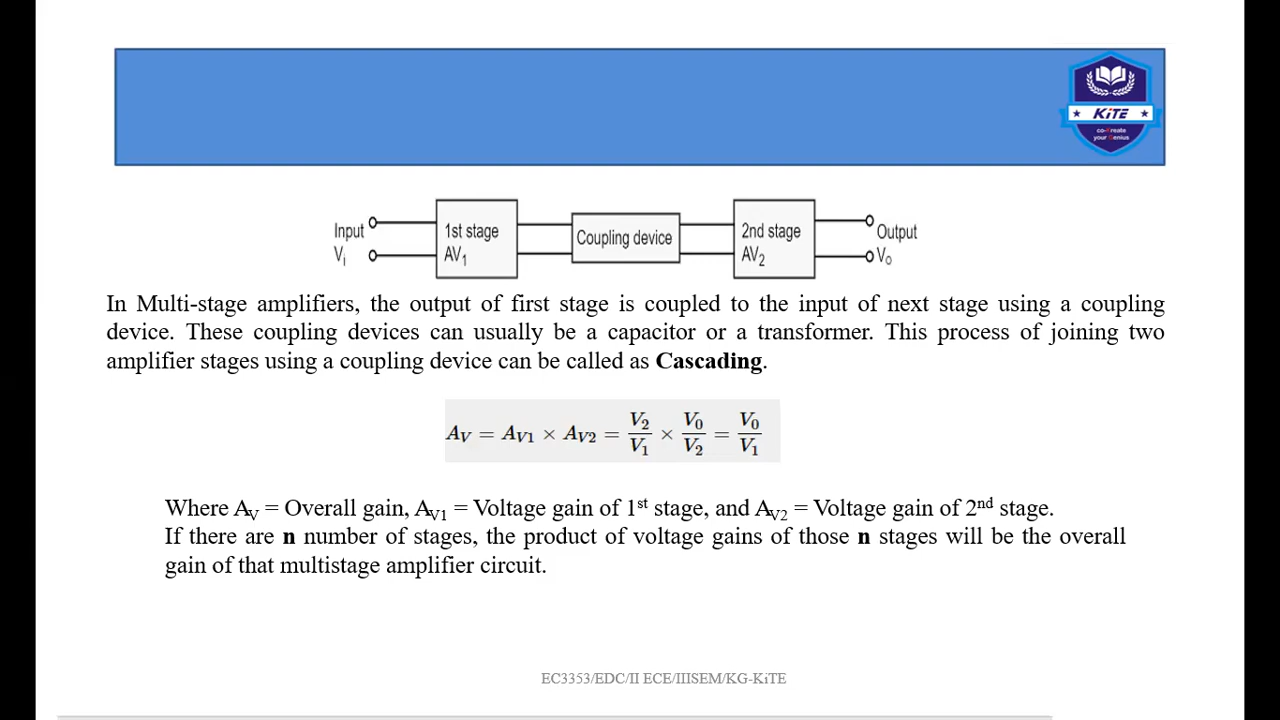 KiTE
co-Kreate
your Genius
Input
Vi
1st stage
AV1
Coupling device
2nd stage
AV2
Output
Vo
In Multi-stage amplifiers, the output of first stage is coupled to the input of next stage using a coupling
device. These coupling devices can usually be a capacitor or a transformer. This process of joining two
amplifier stages using a coupling device can be called as Cascading.
AV = AV1 × AV2 = V2/V1 × V0/V2 = V0/V1
Where AV = Overall gain, AV1 = Voltage gain of 1st stage, and AV2 = Voltage gain of 2nd stage.
If there are n number of stages, the product of voltage gains of those n stages will be the overall
gain of that multistage amplifier circuit.
EC3353/EDC/II ECE/IIISEM/KG-KiTE